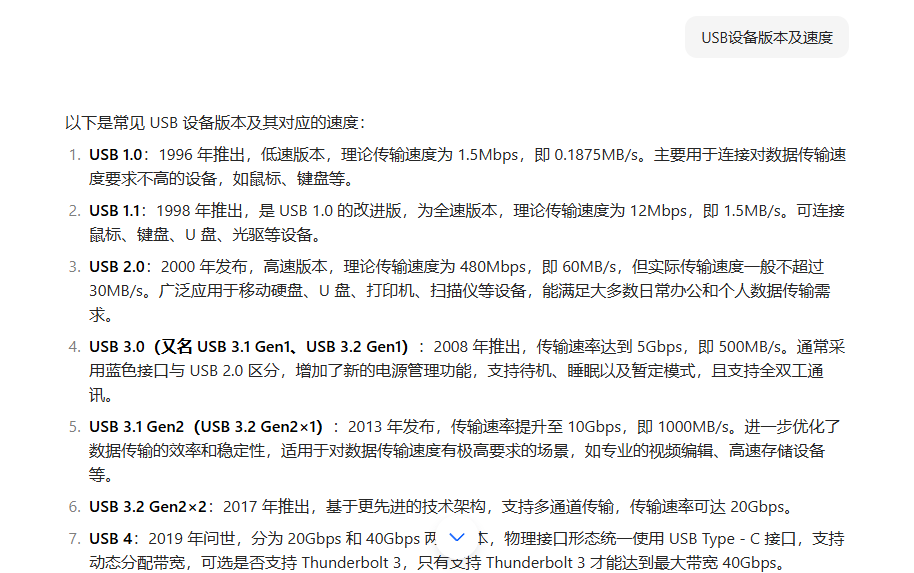 USB设备版本及速度
以下是常见 USB 设备版本及其对应的速度：
1. USB 1.0：1996 年推出，低速版本，理论传输速度为 1.5Mbps，即 0.1875MB/s。主要用于连接对数据传输速
度要求不高的设备，如鼠标、键盘等。
2. USB 1.1：1998 年推出，是 USB 1.0 的改进版，为全速版本，理论传输速度为 12Mbps，即 1.5MB/s。可连接
鼠标、键盘、U 盘、光驱等设备。
3. USB 2.0：2000 年发布，高速版本，理论传输速度为 480Mbps，即 60MB/s，但实际传输速度一般不超过
30MB/s。广泛应用于移动硬盘、U 盘、打印机、扫描仪等设备，能满足大多数日常办公和个人数据传输需
求。
4. USB 3.0（又名 USB 3.1 Gen1、USB 3.2 Gen1）：2008 年推出，传输速率达到 5Gbps，即 500MB/s。通常采
用蓝色接口与 USB 2.0 区分，增加了新的电源管理功能，支持待机、睡眠以及暂定模式，且支持全双工通
讯。
5. USB 3.1 Gen2（USB 3.2 Gen2×1）：2013 年发布，传输速率提升至 10Gbps，即 1000MB/s。进一步优化了
数据传输的效率和稳定性，适用于对数据传输速度有极高要求的场景，如专业的视频编辑、高速存储设备
等。
6. USB 3.2 Gen2×2：2017 年推出，基于更先进的技术架构，支持多通道传输，传输速率可达 20Gbps。
7. USB 4：2019 年问世，分为 20Gbps 和 40Gbps 两 本，物理接口形态统一使用 USB Type - C 接口，支持
动态分配带宽，可选是否支持 Thunderbolt 3，只有支持 Thunderbolt 3 才能达到最大带宽 40Gbps。